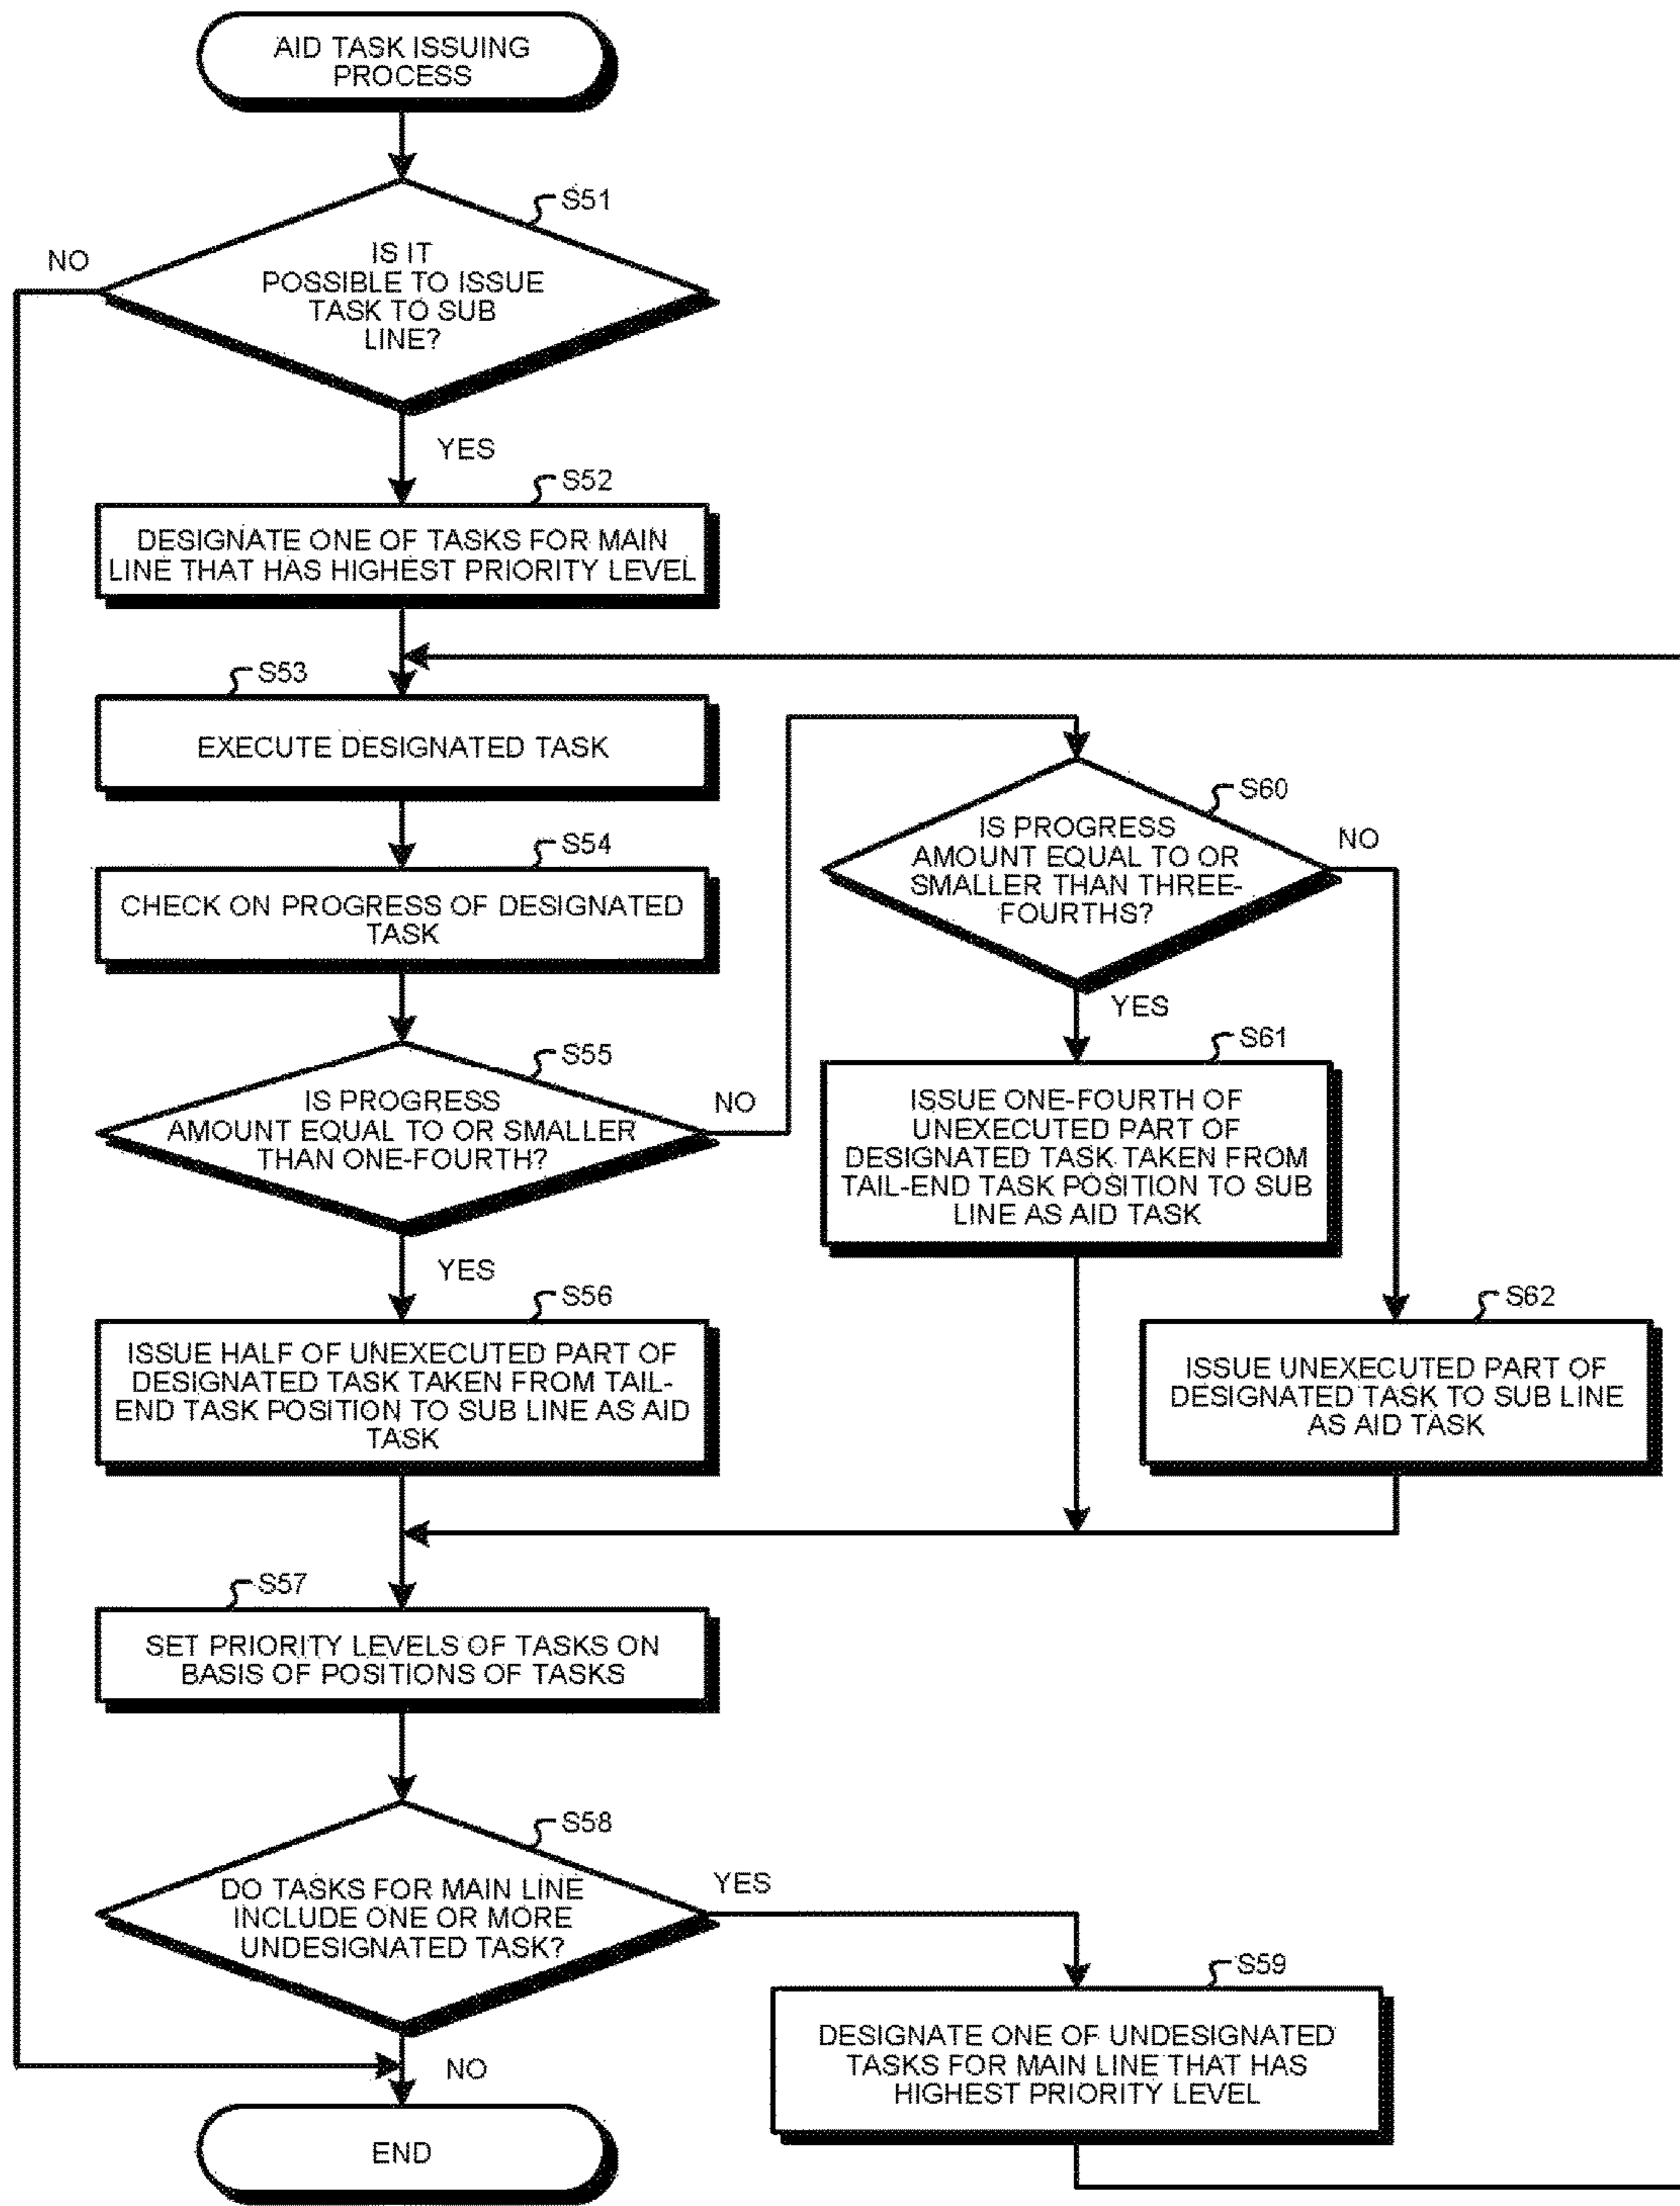 AID TASK ISSUING
PROCESS
S51
IS IT
POSSIBLE TO ISSUE
TASK TO SUB
LINE?
NO
YES
S52
DESIGNATE ONE OF TASKS FOR MAIN
LINE THAT HAS HIGHEST PRIORITY LEVEL
S53
EXECUTE DESIGNATED TASK
S54
CHECK ON PROGRESS OF DESIGNATED
TASK
S55
IS PROGRESS
AMOUNT EQUAL TO OR SMALLER
THAN ONE-FOURTH?
NO
YES
S60
IS PROGRESS
AMOUNT EQUAL TO OR
SMALLER THAN THREE-
FOURTHS?
NO
YES
S61
ISSUE ONE-FOURTH OF
UNEXECUTED PART OF
DESIGNATED TASK TAKEN FROM
TAIL-END TASK POSITION TO SUB
LINE AS AID TASK
S56
ISSUE HALF OF UNEXECUTED PART OF
DESIGNATED TASK TAKEN FROM TAIL-
END TASK POSITION TO SUB LINE AS AID
TASK
S62
ISSUE UNEXECUTED PART OF
DESIGNATED TASK TO SUB LINE
AS AID TASK
S57
SET PRIORITY LEVELS OF TASKS ON
BASIS OF POSITIONS OF TASKS
S58
DO TASKS FOR MAIN LINE
INCLUDE ONE OR MORE
UNDESIGNATED TASK?
YES
NO
S59
DESIGNATE ONE OF UNDESIGNATED
TASKS FOR MAIN LINE THAT HAS
HIGHEST PRIORITY LEVEL
END